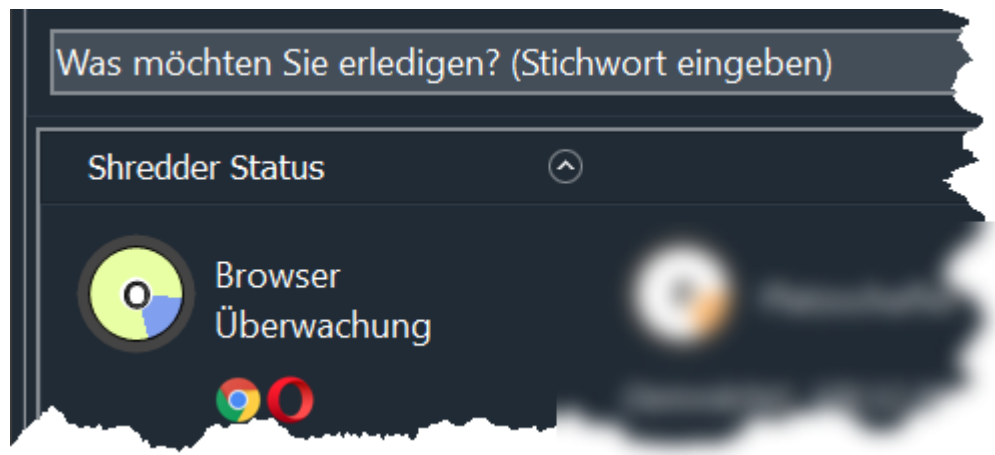 Was möchten Sie erledigen? (Stichwort eingeben)
Shredder Status
O
Browser
Überwachung